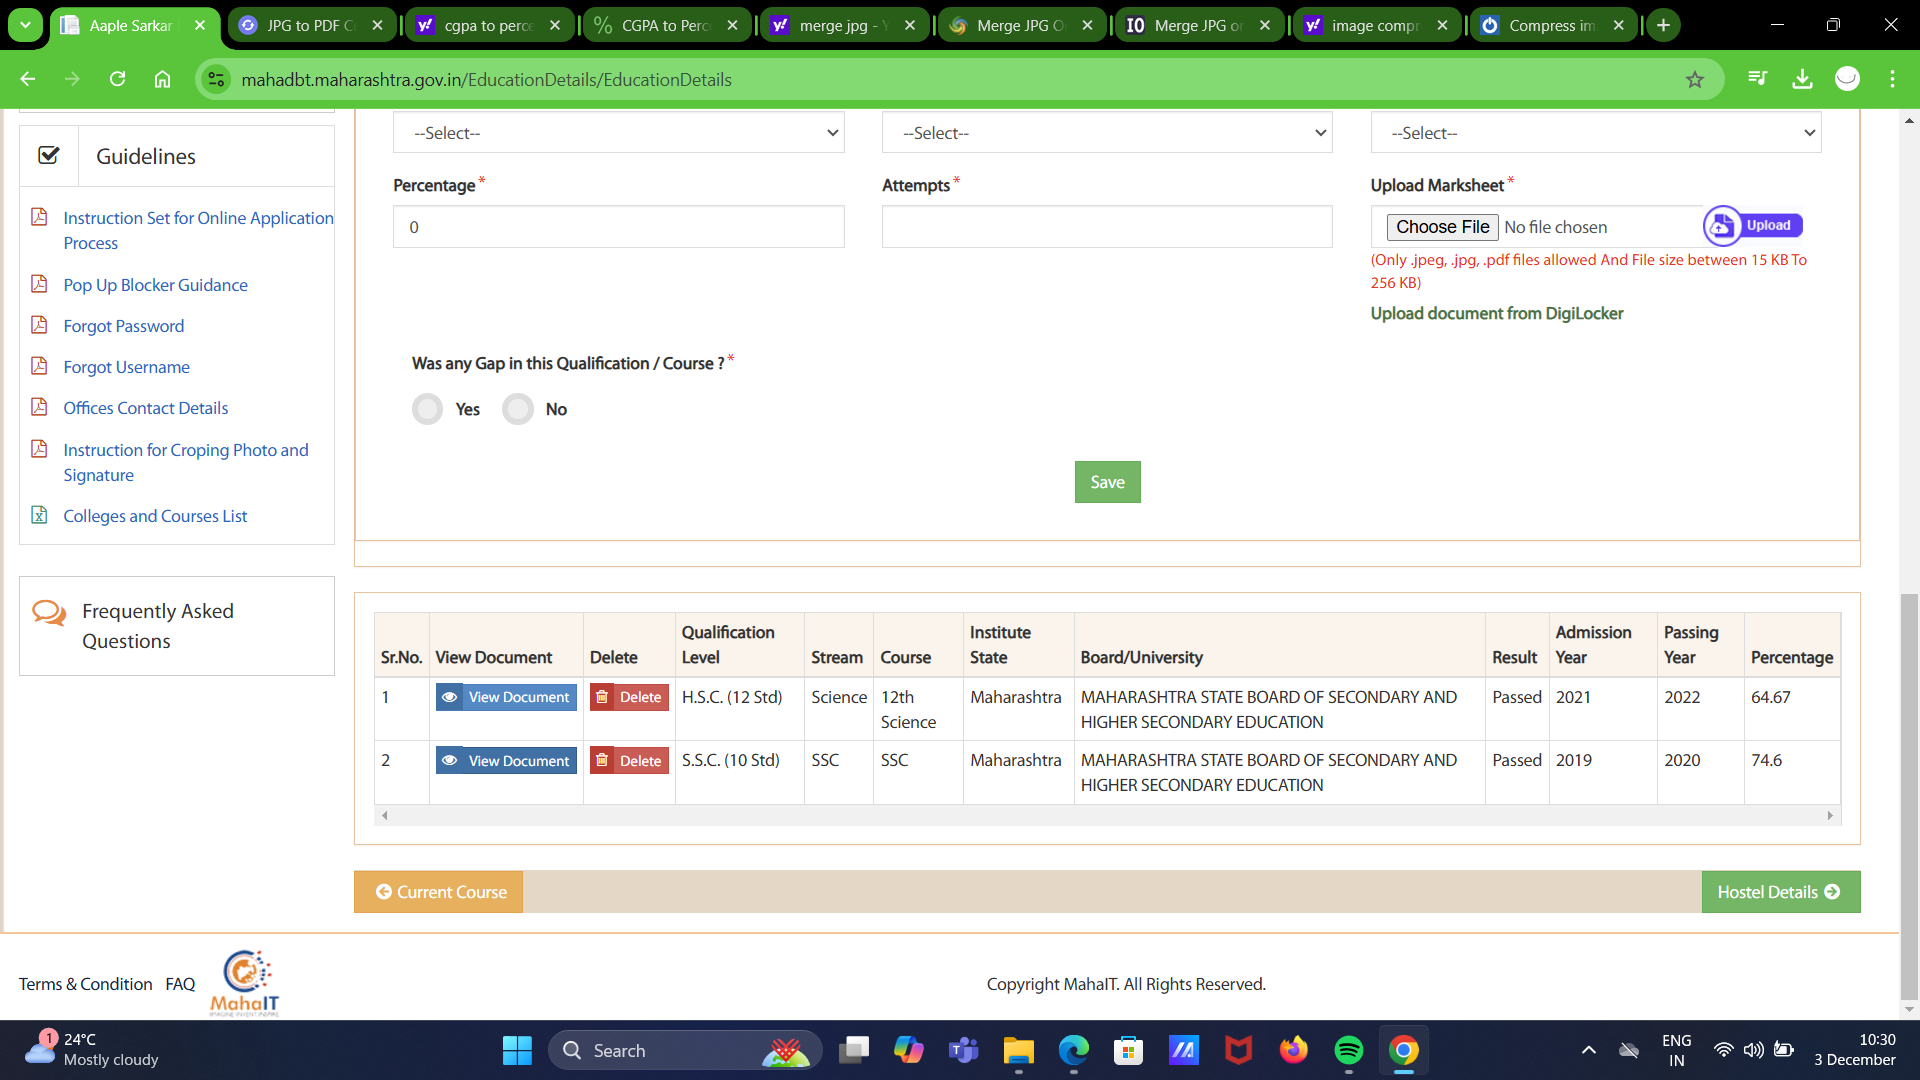 Aaple Sarkar
JPG to PDF C
cgpa to perce
CGPA to Perc
merge jpg - Y
Merge JPG O
Merge JPG or
image compr
Compress im
mahadbt.maharashtra.gov.in/EducationDetails/EducationDetails
Guidelines
Instruction Set for Online Application
Process
Pop Up Blocker Guidance
Forgot Password
Forgot Username
Offices Contact Details
Instruction for Croping Photo and
Signature
Colleges and Courses List
Frequently Asked
Questions
--Select--
--Select--
--Select--
Percentage *
Attempts *
Upload Marksheet *
0
Choose File No file chosen
Upload
(Only .jpeg, .jpg, .pdf files allowed And File size between 15 KB To
256 KB)
Upload document from DigiLocker
Was any Gap in this Qualification / Course ? *
Yes No
Save
Sr.No. View Document Delete Qualification Level Stream Course Institute State Board/University Result Admission Year Passing Year Percentage
1 View Document Delete H.S.C. (12 Std) Science 12th Science Maharashtra MAHARASHTRA STATE BOARD OF SECONDARY AND HIGHER SECONDARY EDUCATION Passed 2021 2022 64.67
2 View Document Delete S.S.C. (10 Std) SSC SSC Maharashtra MAHARASHTRA STATE BOARD OF SECONDARY AND HIGHER SECONDARY EDUCATION Passed 2019 2020 74.6
Current Course
Hostel Details
Terms & Condition FAQ
MahaIT
Copyright MahaIT. All Rights Reserved.
1
24°C
Mostly cloudy
Search
ENG
IN
10:30
3 December